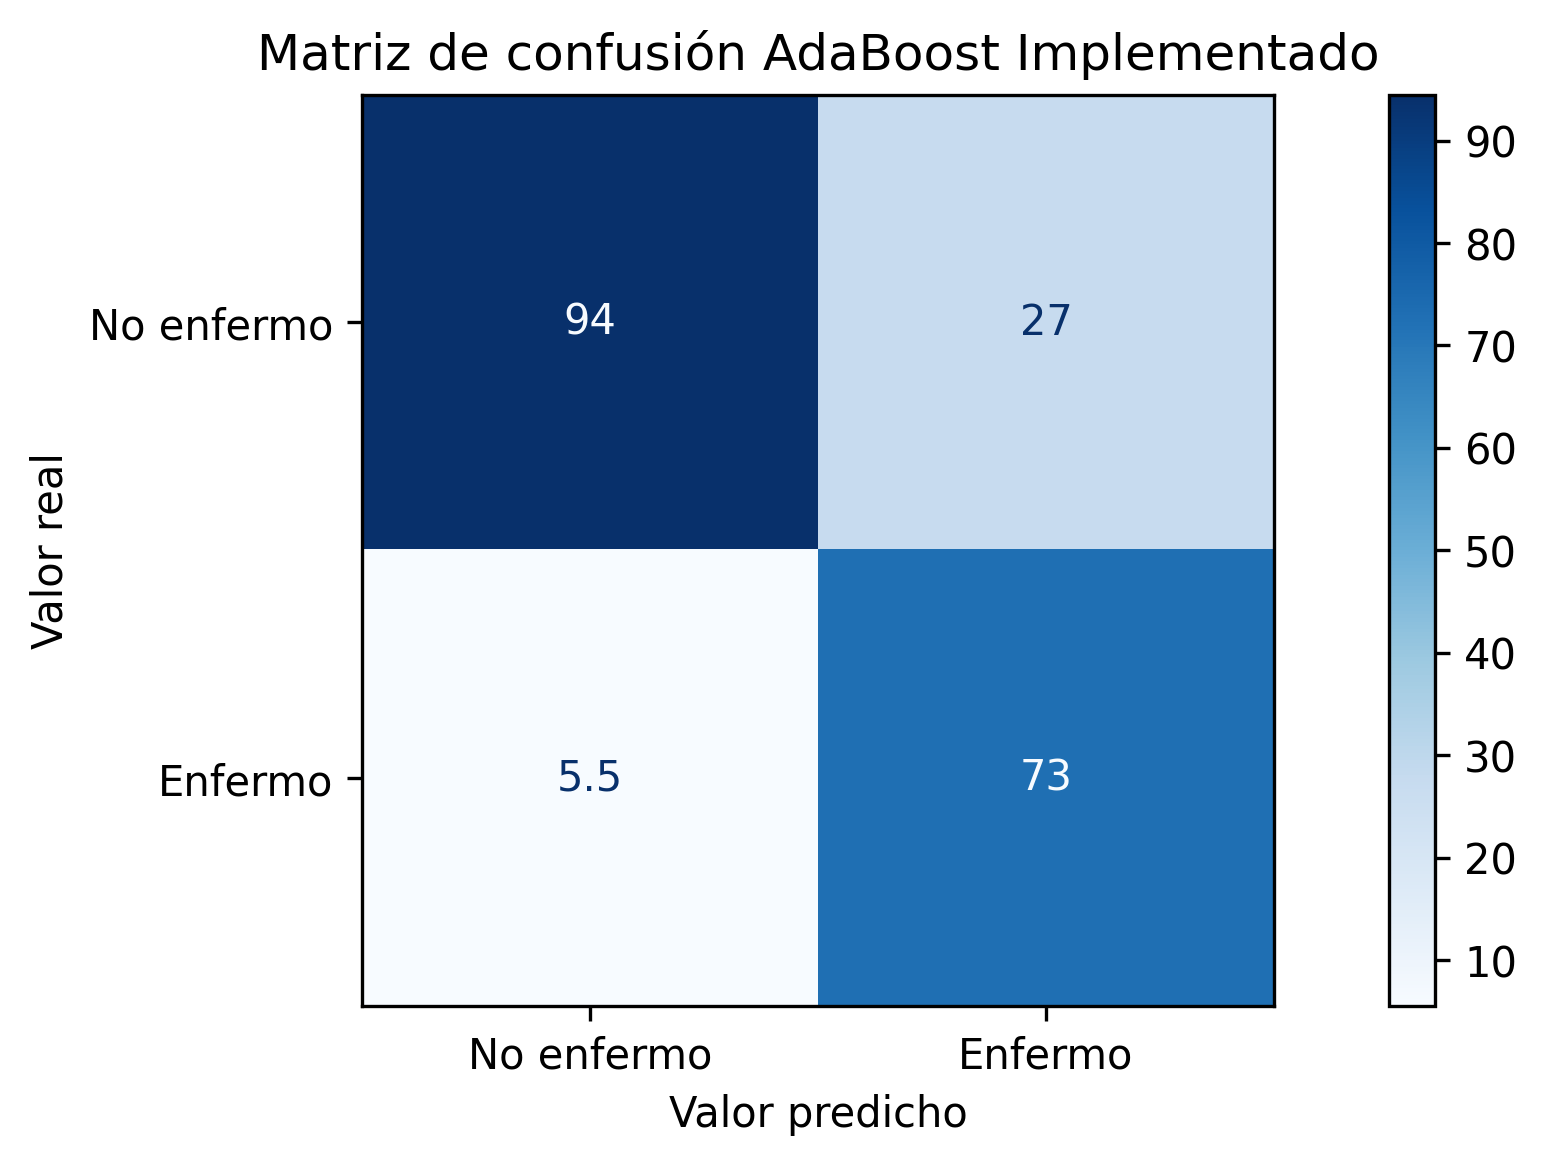 Matriz de confusión AdaBoost Implementado
Valor real
No enfermo
94
27
Enfermo
5.5
73
No enfermo
Enfermo
Valor predicho
90
80
70
60
50
40
30
20
10